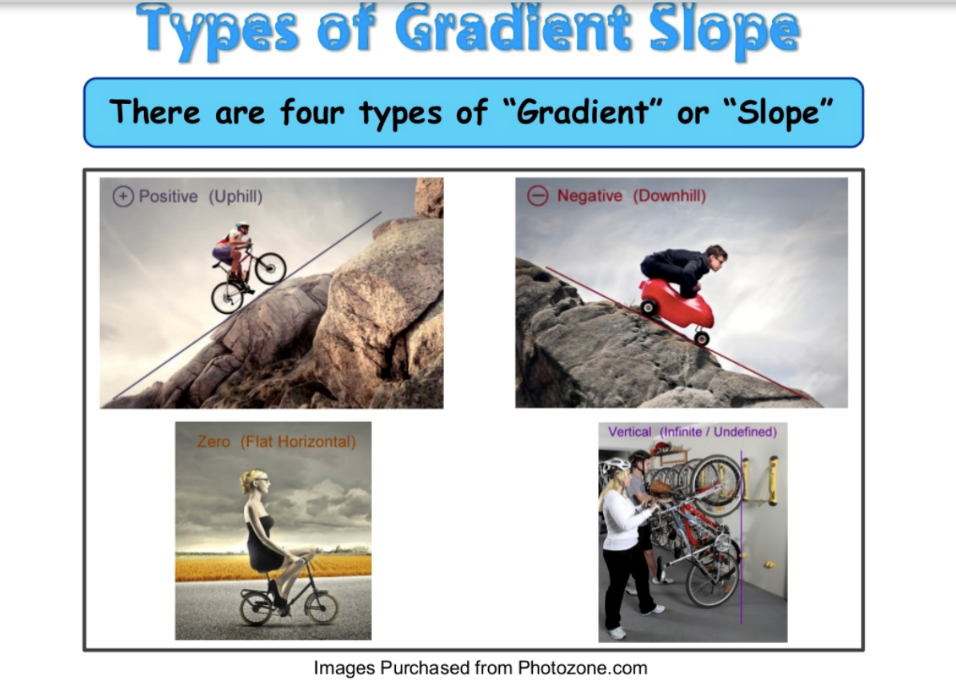 Types of Gradient Slope
There are four types of “Gradient” or “Slope”
+ Positive (Uphill)
− Negative (Downhill)
Zero (Flat Horizontal)
Vertical (Infinite / Undefined)
Images Purchased from Photozone.com